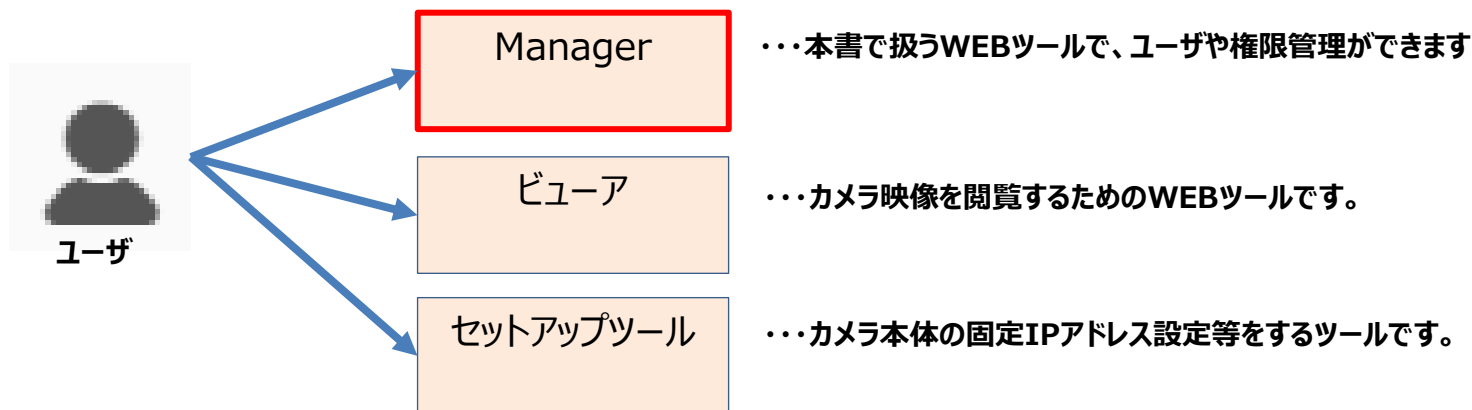 Manager
・・・本書で扱うWEBツールで、ユーザや権限管理ができます
ユーザ
ビューア
・・・カメラ映像を閲覧するためのWEBツールです。
セットアップツール
・・・カメラ本体の固定IPアドレス設定等をするツールです。